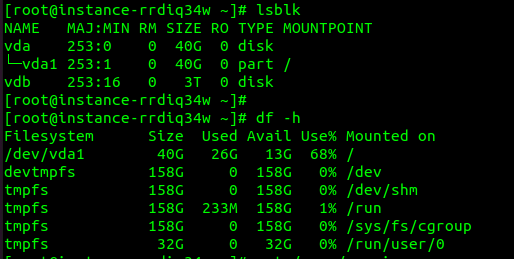 [root@instance-rrdiq34w ~]# lsblk
NAME   MAJ:MIN RM SIZE RO TYPE MOUNTPOINT
vda    253:0    0  40G  0 disk
└─vda1 253:1    0  40G  0 part /
vdb    253:16   0   3T  0 disk
[root@instance-rrdiq34w ~]#
[root@instance-rrdiq34w ~]# df -h
Filesystem      Size  Used Avail Use% Mounted on
/dev/vda1        40G   26G   13G  68% /
devtmpfs        158G     0  158G   0% /dev
tmpfs           158G     0  158G   0% /dev/shm
tmpfs           158G  233M  158G   1% /run
tmpfs           158G     0  158G   0% /sys/fs/cgroup
tmpfs            32G     0   32G   0% /run/user/0